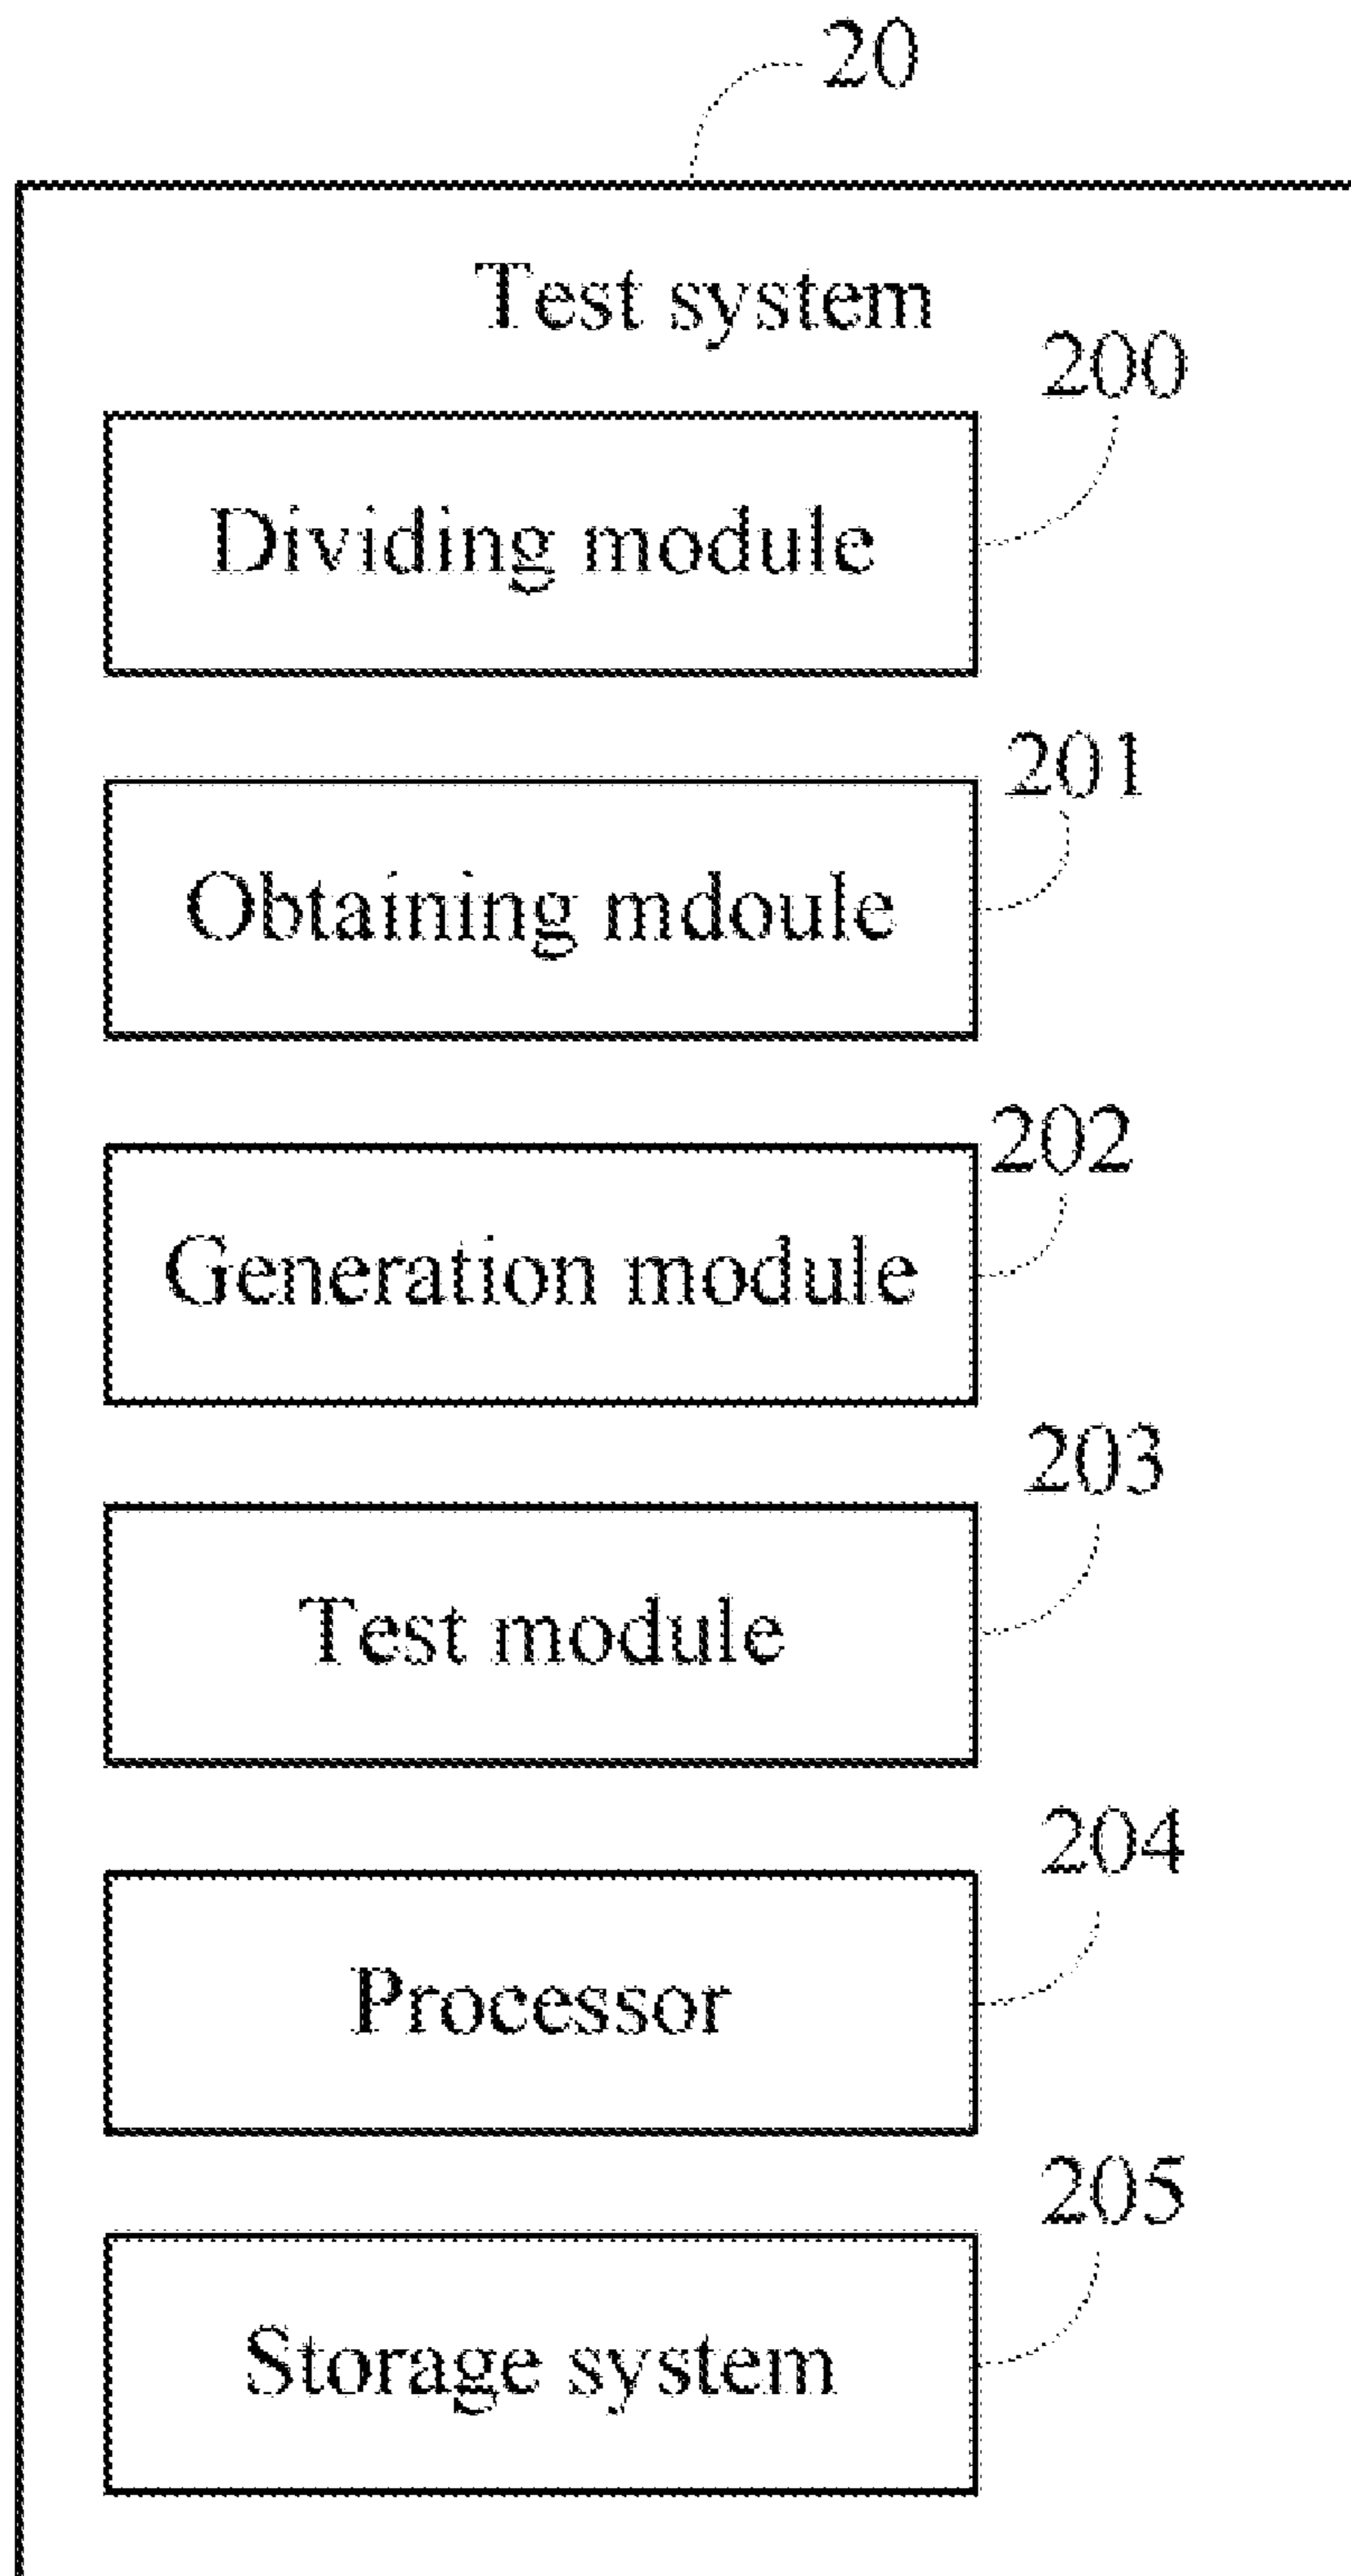 20
Test system
200
Dividing module
201
Obtaining mdoule
202
Generation module
203
Test module
204
Processor
205
Storage system